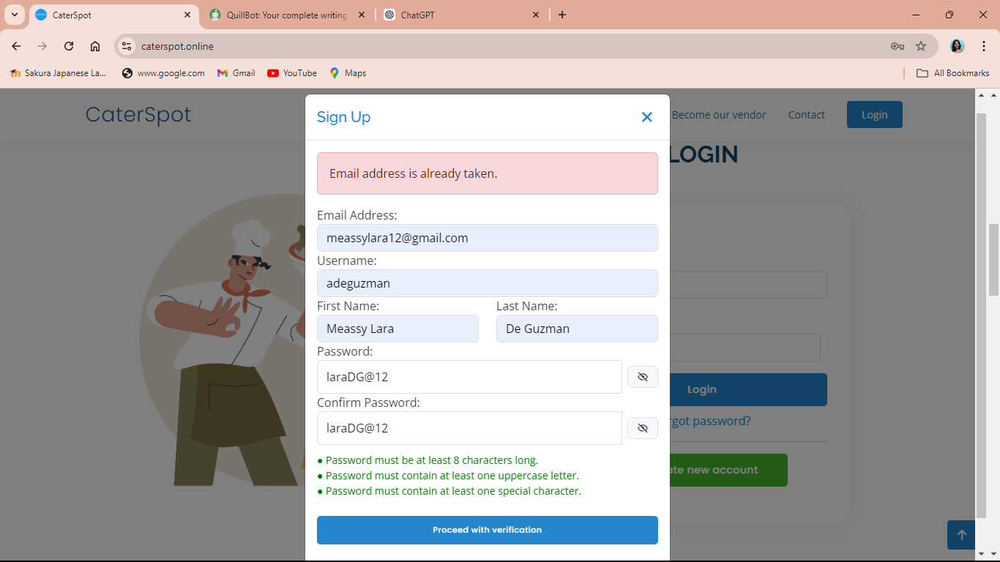 CaterSpot
QuillBot: Your complete writing
ChatGPT
caterspot.online
Sakura Japanese La...
www.google.com
Gmail
YouTube
Maps
All Bookmarks
CaterSpot
Become our vendor
Contact
Login
LOGIN
Sign Up
Email address is already taken.
Email Address:
meassylara12@gmail.com
Username:
adeguzman
First Name: Last Name:
Meassy Lara De Guzman
Password:
laraDG@12
Confirm Password:
laraDG@12
● Password must be at least 8 characters long.
● Password must contain at least one uppercase letter.
● Password must contain at least one special character.
Proceed with verification
Login
rgot password?
ate new account